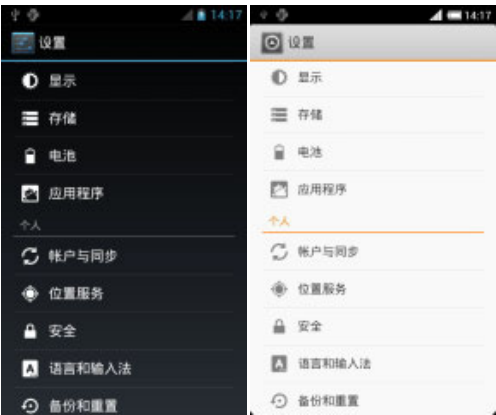 14:17
设置
显示
存储
电池
应用程序
个人
帐户与同步
位置服务
安全
语言和输入法
备份和重置
14:17
设置
显示
存储
电池
应用程序
个人
帐户与同步
位置服务
安全
语言和输入法
备份和重置